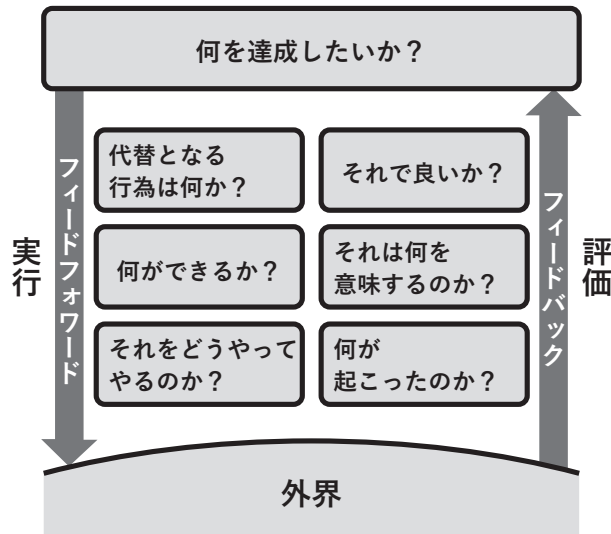 何を達成したいか？
実行
フィードフォワード
代替となる
行為は何か？
何ができるか？
それをどうやって
やるのか？
それで良いか？
それは何を
意味するのか？
何が
起こったのか？
フィードバック
評価
外界